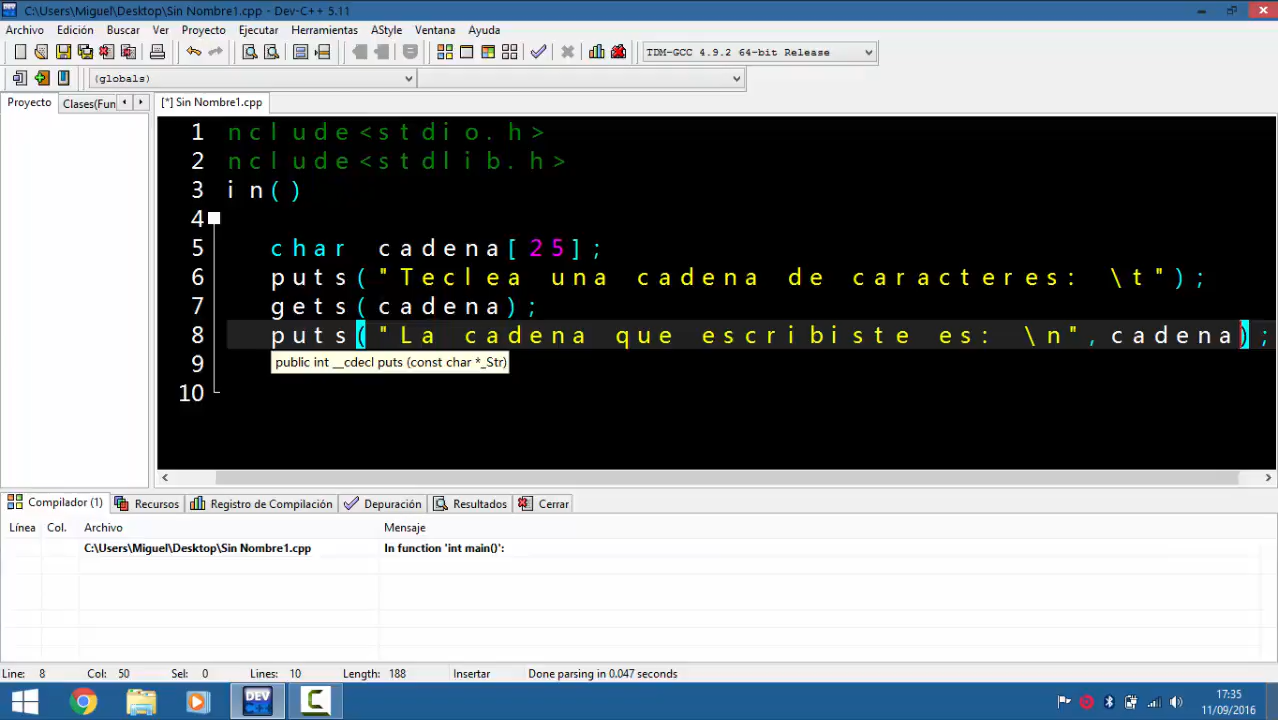 C:\Users\Miguel\Desktop\Sin Nombre1.cpp - Dev-C++ 5.11
Archivo Edición Buscar Ver Proyecto Ejecutar Herramientas AStyle Ventana Ayuda
TDM-GCC 4.9.2 64-bit Release
(globals)
Proyecto Clases(Fun [*] Sin Nombre1.cpp
1 nclude<stdio.h>
2 nclude<stdlib.h>
3 in()
4
5 char cadena[25];
6 puts("Teclea una cadena de caracteres: \t");
7 gets(cadena);
8 puts("La cadena que escribiste es: \n",cadena);
9 public int __cdecl puts (const char *_Str)
10
Compilador (1) Recursos Registro de Compilación Depuración Resultados Cerrar
Línea Col. Archivo Mensaje
C:\Users\Miguel\Desktop\Sin Nombre1.cpp In function 'int main()':
Line: 8 Col: 50 Sel: 0 Lines: 10 Length: 188 Insertar Done parsing in 0.047 seconds
DEV C++ C 17:35
11/09/2016